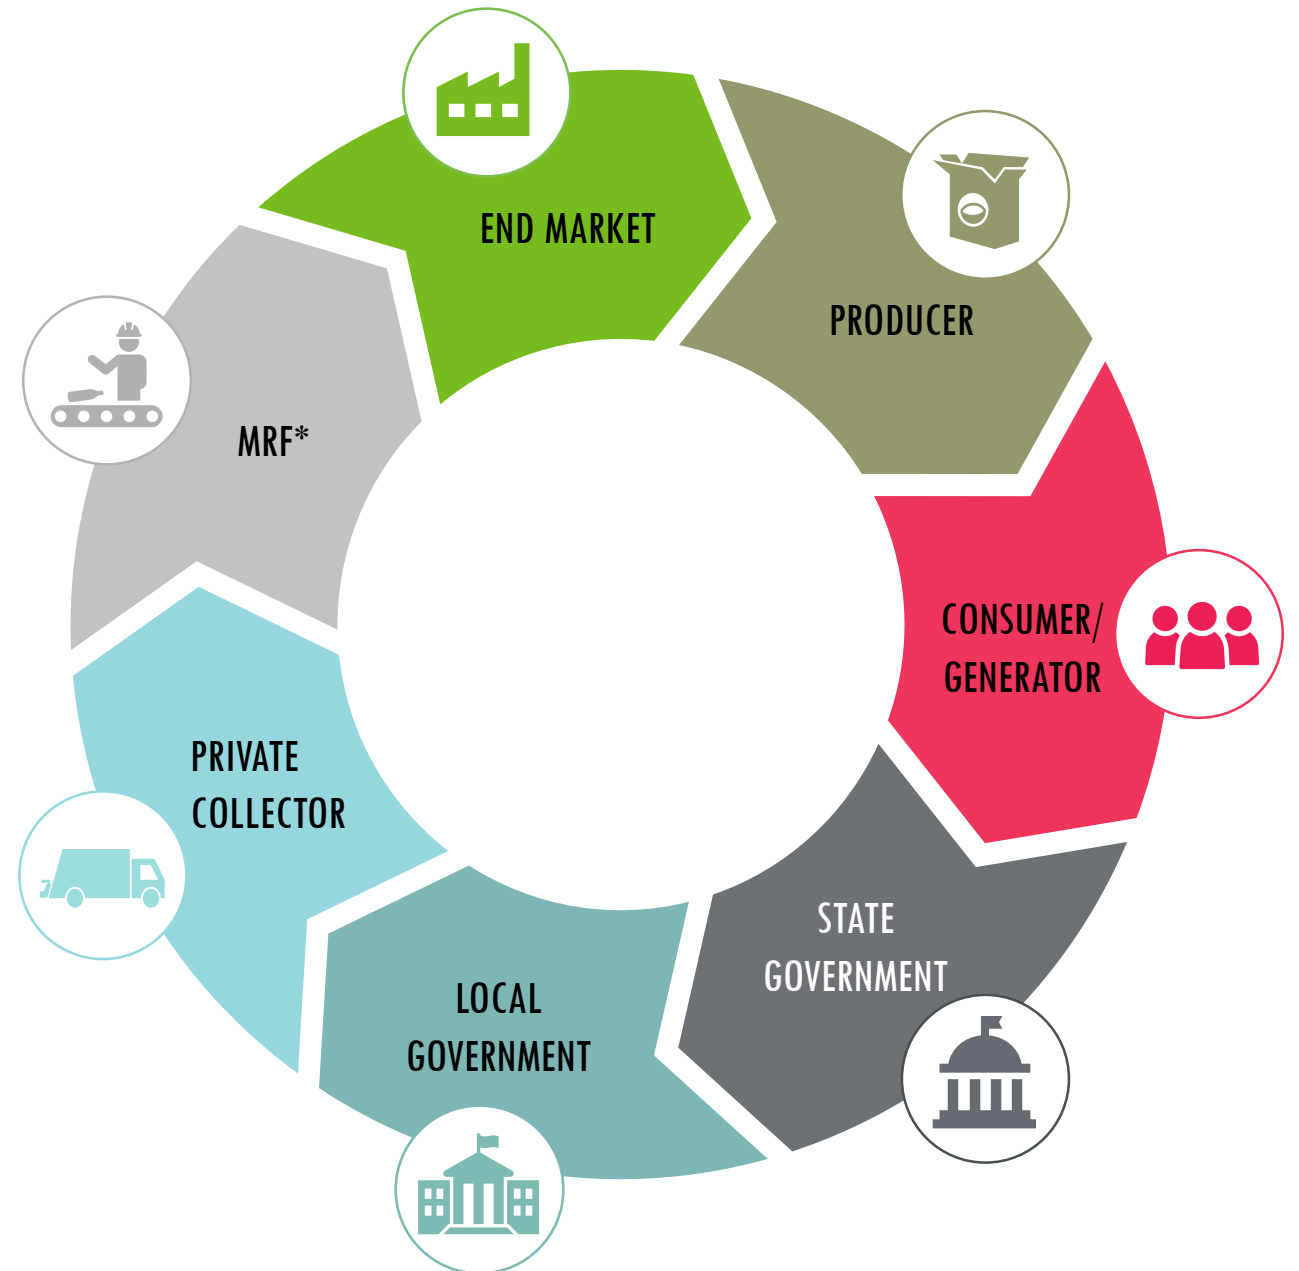 END MARKET
PRODUCER
CONSUMER/
GENERATOR
STATE
GOVERNMENT
LOCAL
GOVERNMENT
PRIVATE
COLLECTOR
MRF*